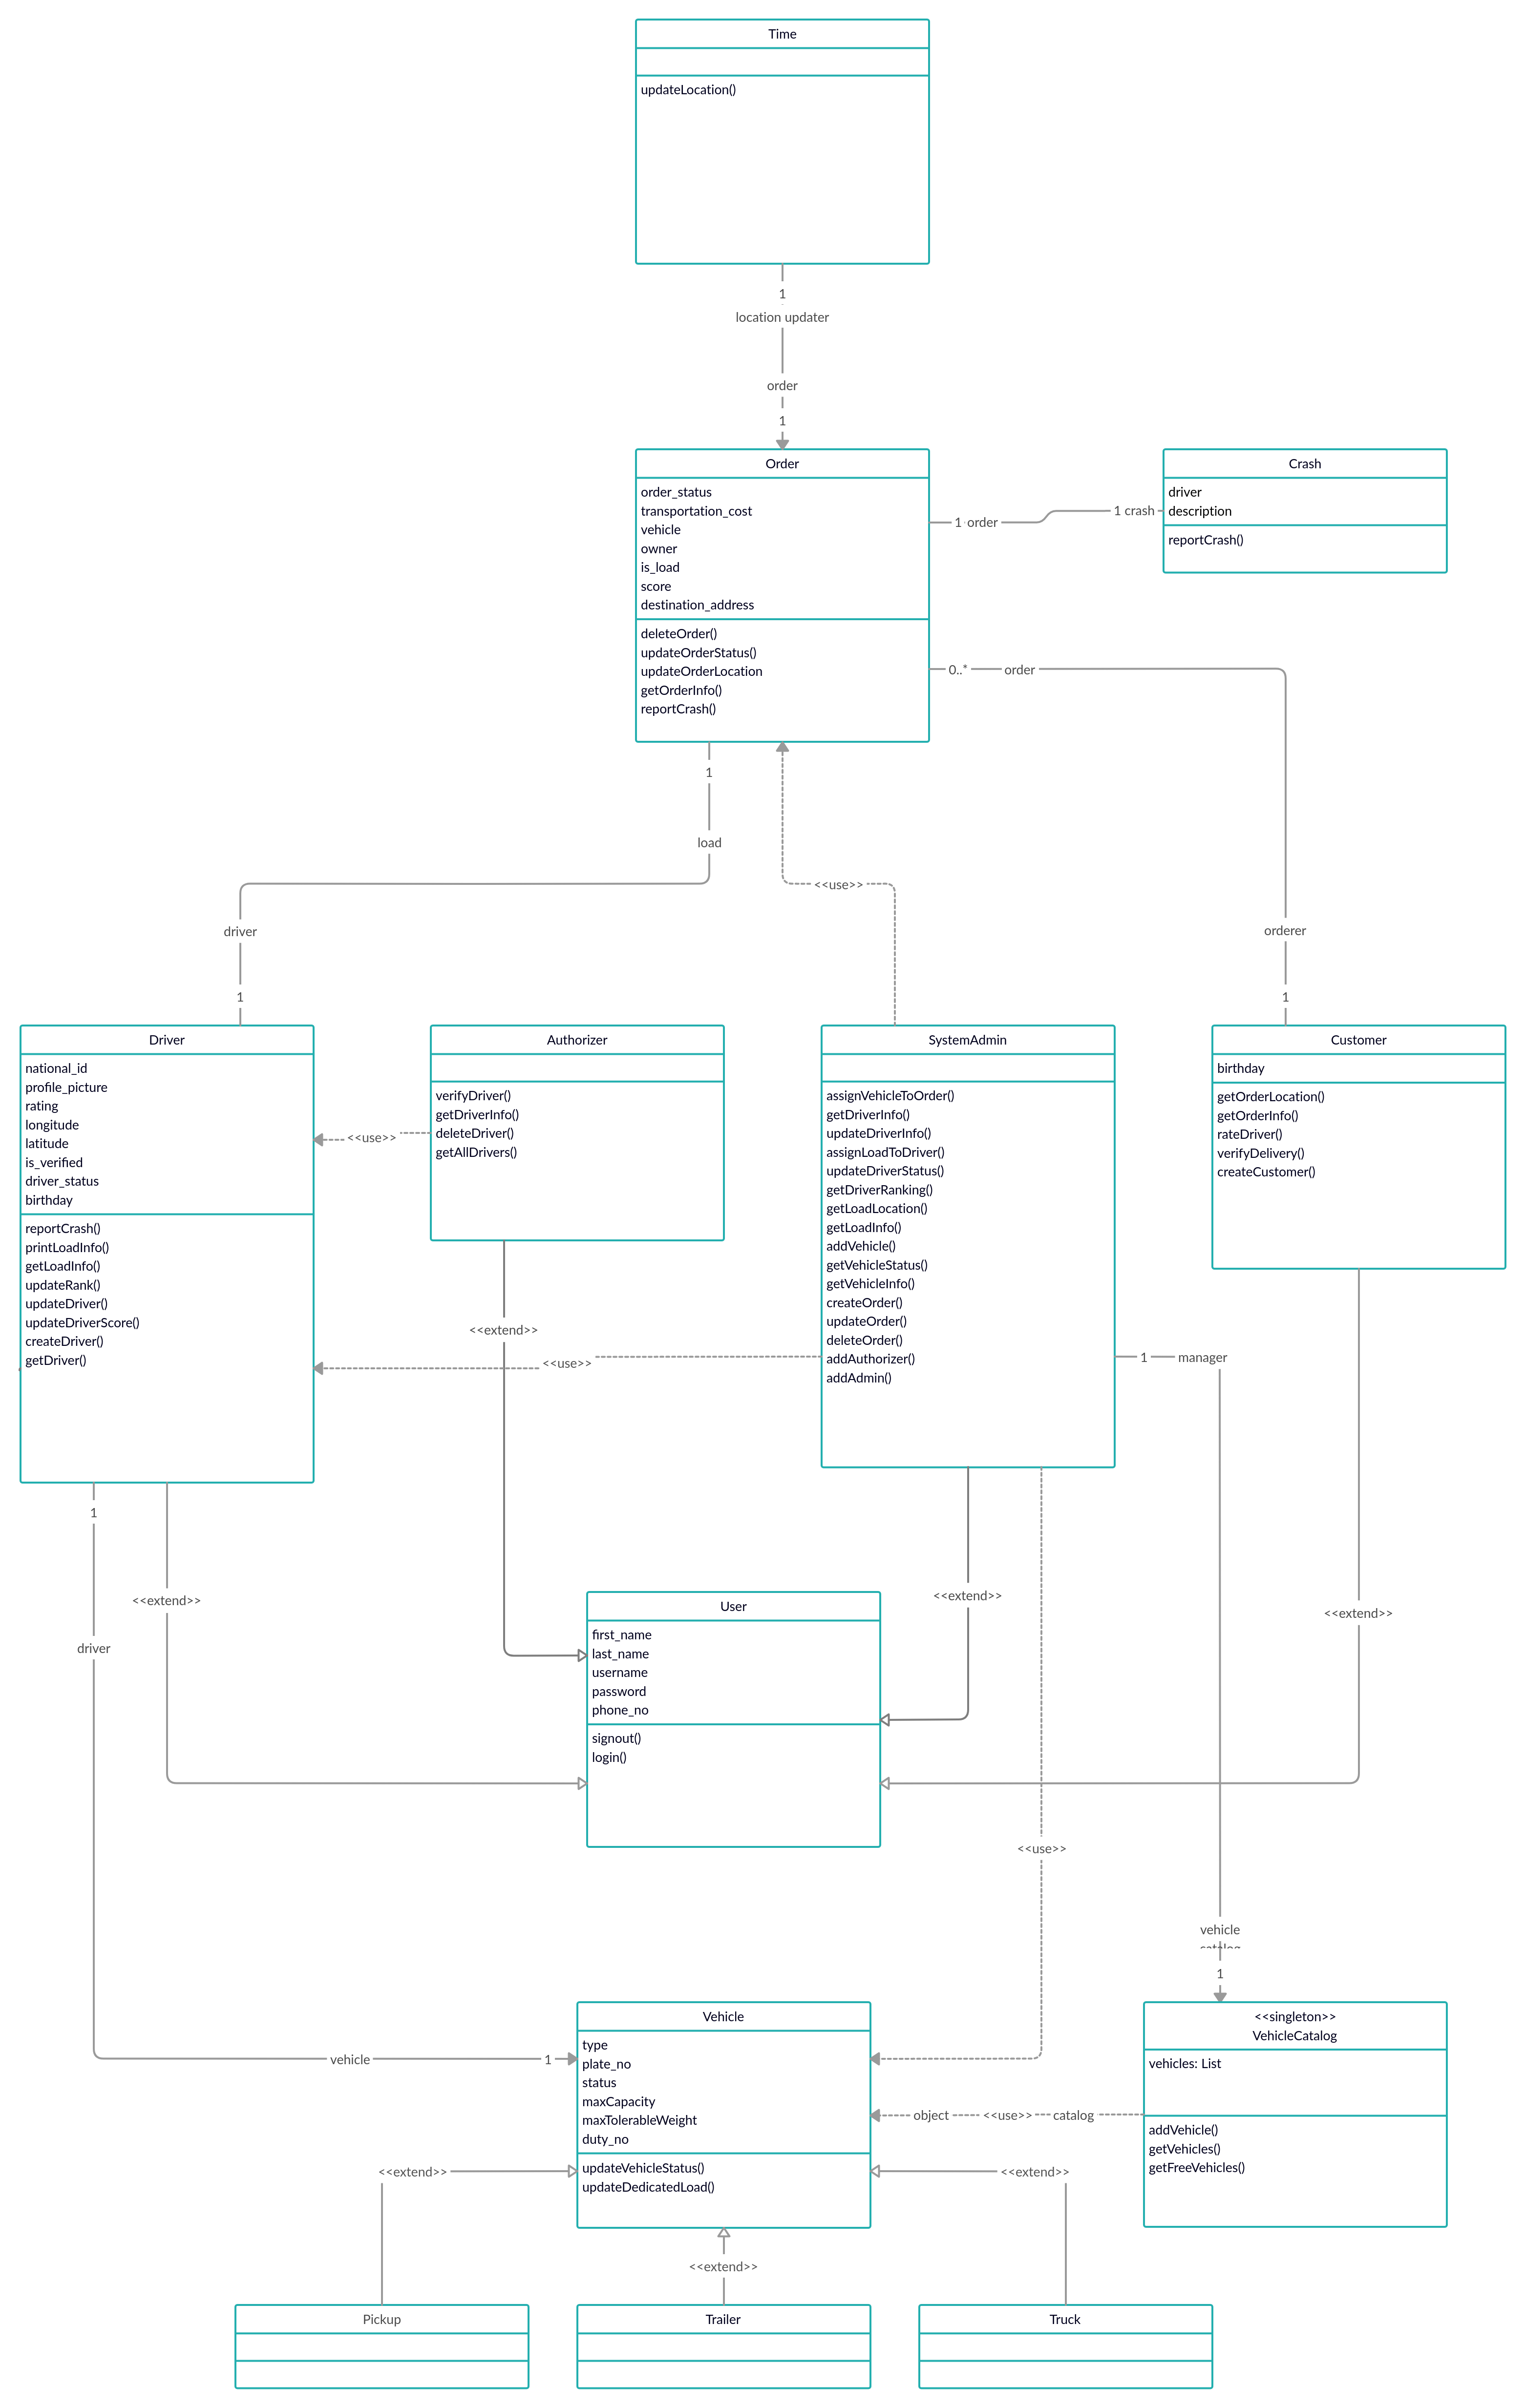 Time
updateLocation()
1
location updater
order
1
Order
order_status
transportation_cost
vehicle
owner
is_load
score
destination_address
deleteOrder()
updateOrderStatus()
updateOrderLocation
getOrderInfo()
reportCrash()
1 order
1 crash
Crash
driver
description
reportCrash()
0..*
order
orderer
1
1
load
driver
1
<<use>>
Driver
national_id
profile_picture
rating
longitude
latitude
is_verified
driver_status
birthday
reportCrash()
printLoadInfo()
getLoadInfo()
updateRank()
updateDriver()
updateDriverScore()
createDriver()
getDriver()
<<use>>
Authorizer
verifyDriver()
getDriverInfo()
deleteDriver()
getAllDrivers()
SystemAdmin
assignVehicleToOrder()
getDriverInfo()
updateDriverInfo()
assignLoadToDriver()
updateDriverStatus()
getDriverRanking()
getLoadLocation()
getLoadInfo()
addVehicle()
getVehicleStatus()
getVehicleInfo()
createOrder()
updateOrder()
deleteOrder()
addAuthorizer()
addAdmin()
Customer
birthday
getOrderLocation()
getOrderInfo()
rateDriver()
verifyDelivery()
createCustomer()
<<extend>>
<<use>>
1
manager
1
<<extend>>
driver
<<extend>>
<<extend>>
User
first_name
last_name
username
password
phone_no
signout()
login()
<<use>>
vehicle
catalog
1
vehicle
1
Vehicle
type
plate_no
status
maxCapacity
maxTolerableWeight
duty_no
updateVehicleStatus()
updateDedicatedLoad()
object
<<use>>
catalog
<<singleton>>
VehicleCatalog
vehicles: List
addVehicle()
getVehicles()
getFreeVehicles()
<<extend>>
<<extend>>
<<extend>>
Pickup
Trailer
Truck